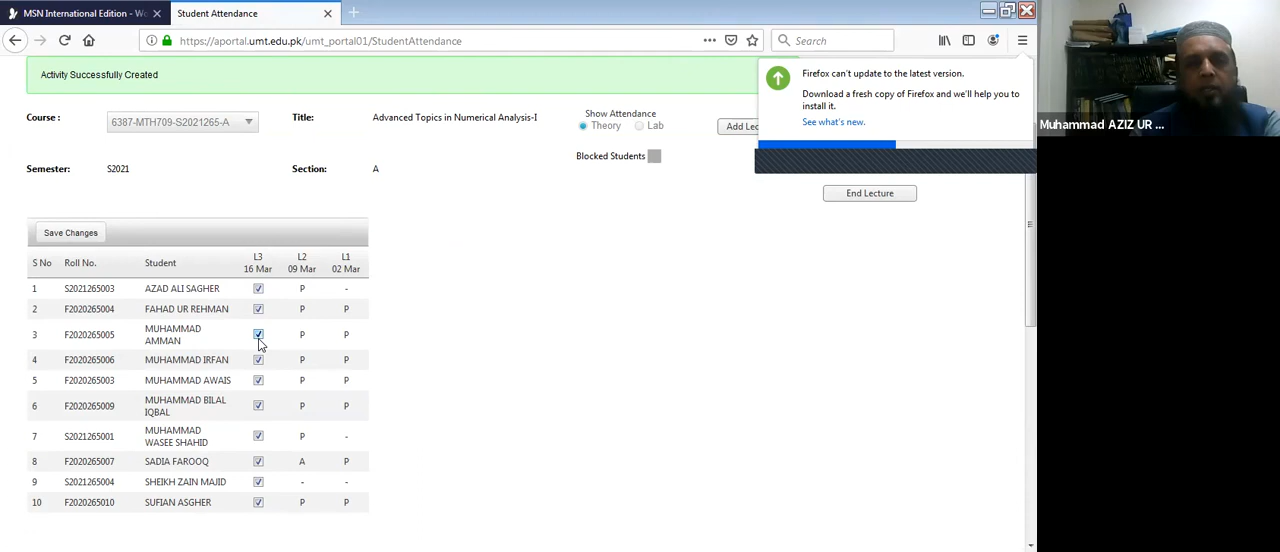 MSN International Edition - Wo
Student Attendance
https://aportal.umt.edu.pk/umt_portal01/StudentAttendance
Search
Activity Successfully Created
Firefox can't update to the latest version.
Download a fresh copy of Firefox and we'll help you to
install it.
See what's new.
Muhammad AZIZ UR ...
Course :
6387-MTH709-S2021265-A
Title:
Advanced Topics in Numerical Analysis-I
Show Attendance
Theory
Lab
Add Lec
Blocked Students
Semester:
S2021
Section:
A
End Lecture
Save Changes
S No Roll No. Student L3 16 Mar L2 09 Mar L1 02 Mar
1 S2021265003 AZAD ALI SAGHER P -
2 F2020265004 FAHAD UR REHMAN P P
3 F2020265005 MUHAMMAD AMMAN P P
4 F2020265006 MUHAMMAD IRFAN P P
5 F2020265003 MUHAMMAD AWAIS P P
6 F2020265009 MUHAMMAD BILAL IQBAL P P
7 S2021265001 MUHAMMAD WASEE SHAHID P -
8 F2020265007 SADIA FAROOQ A P
9 S2021265004 SHEIKH ZAIN MAJID - -
10 F2020265010 SUFIAN ASGHER P P